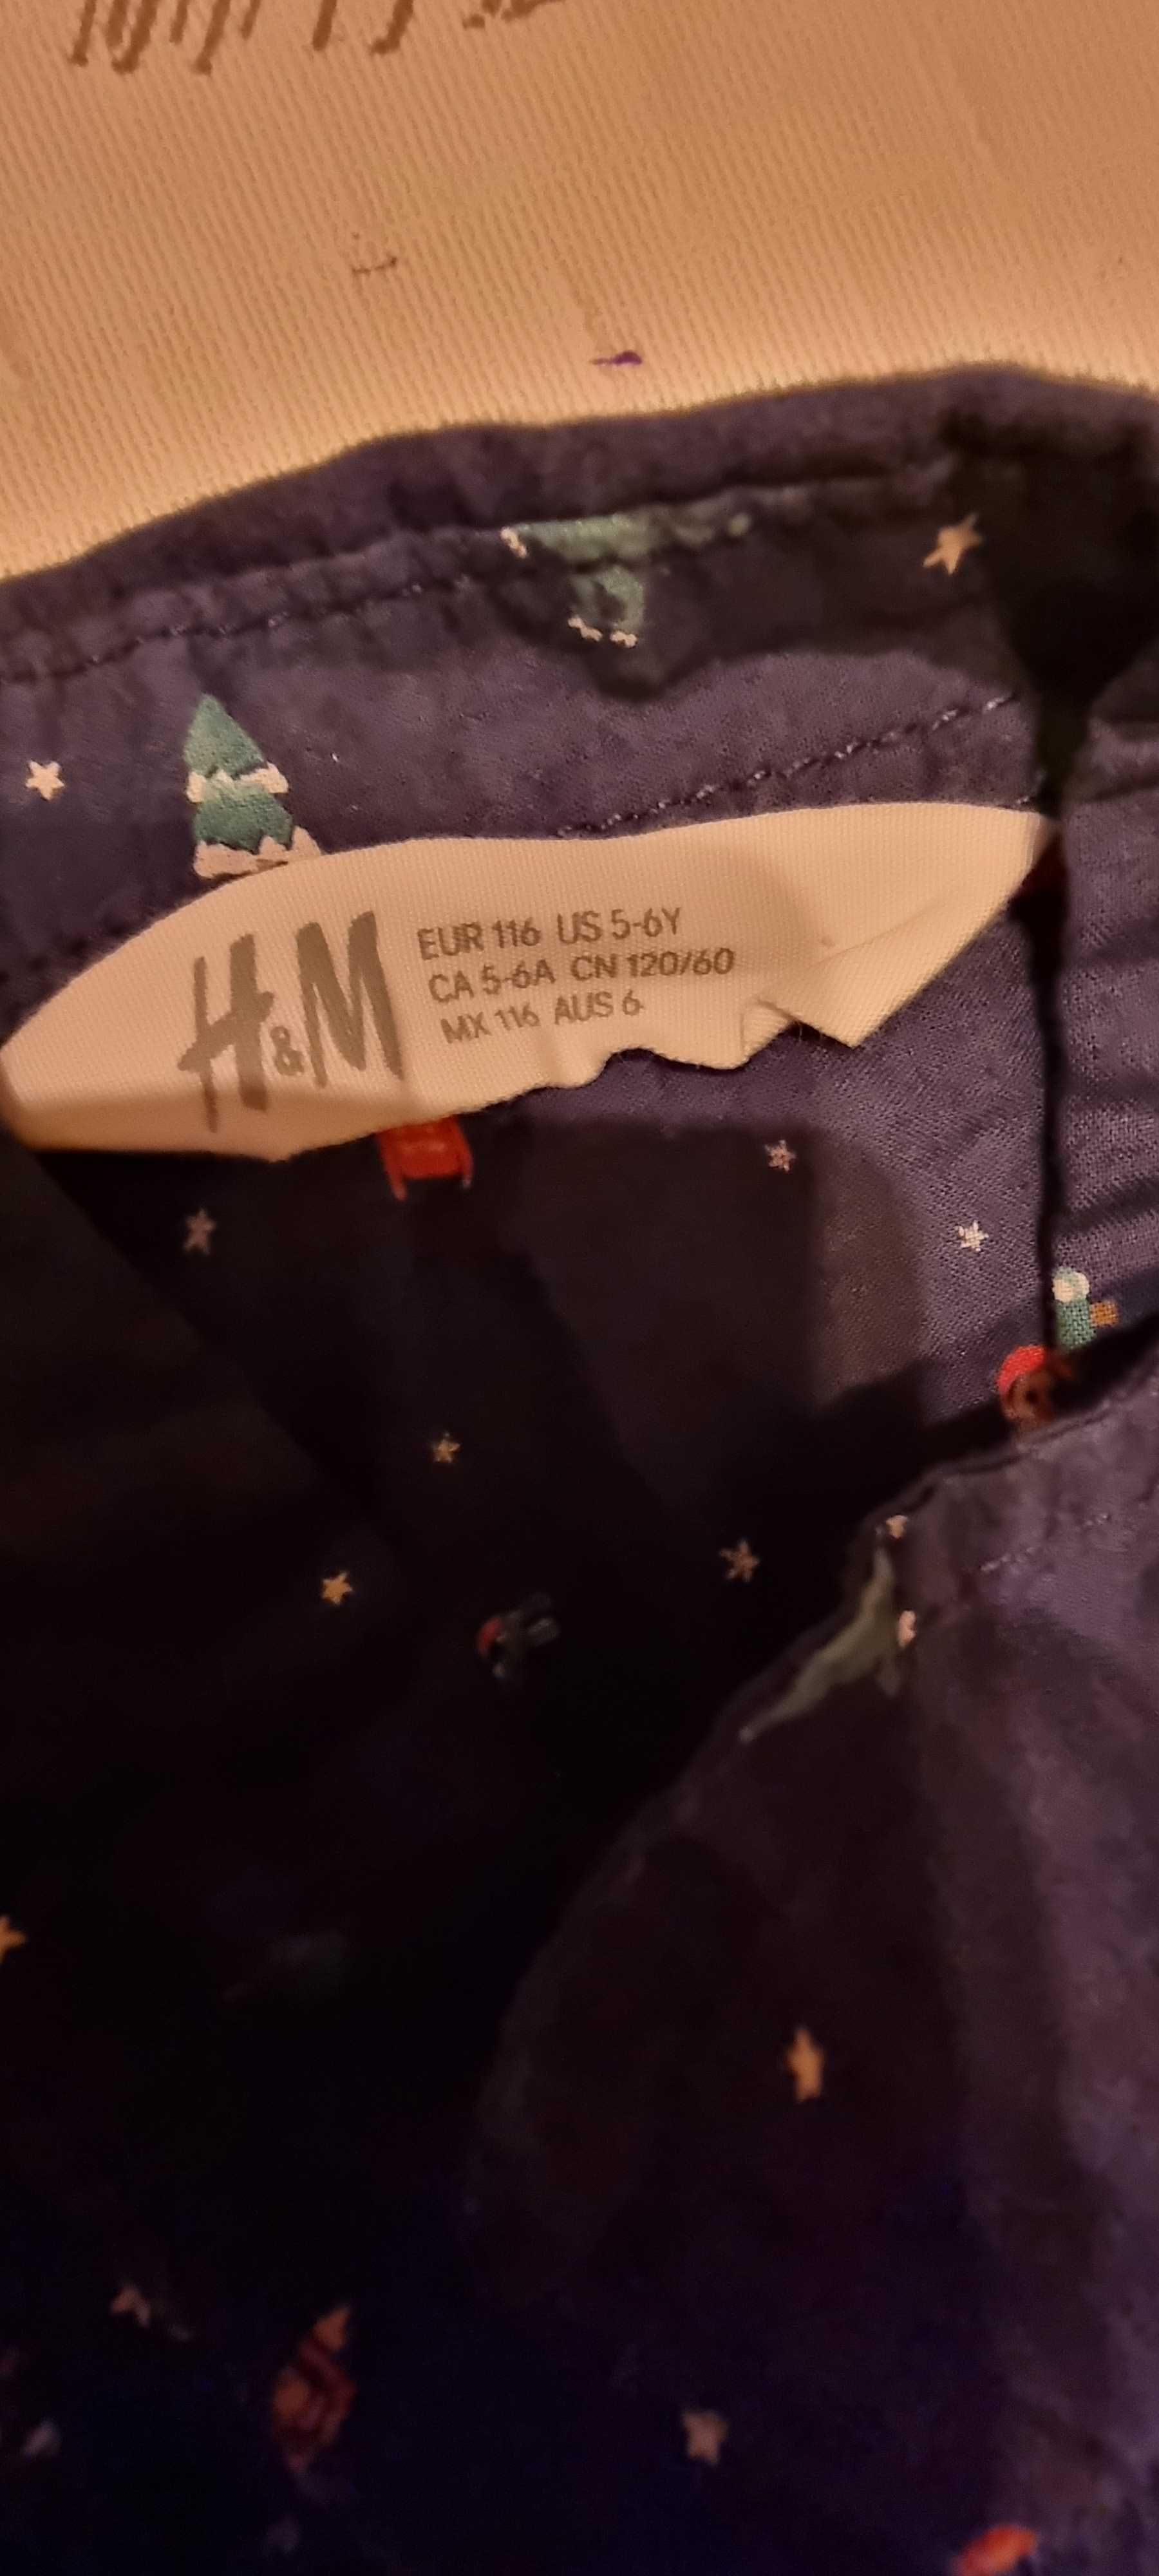 H&M
EUR 116 US 5-6Y
CA 5-6A CN 120/60
MX 116 AUS 6